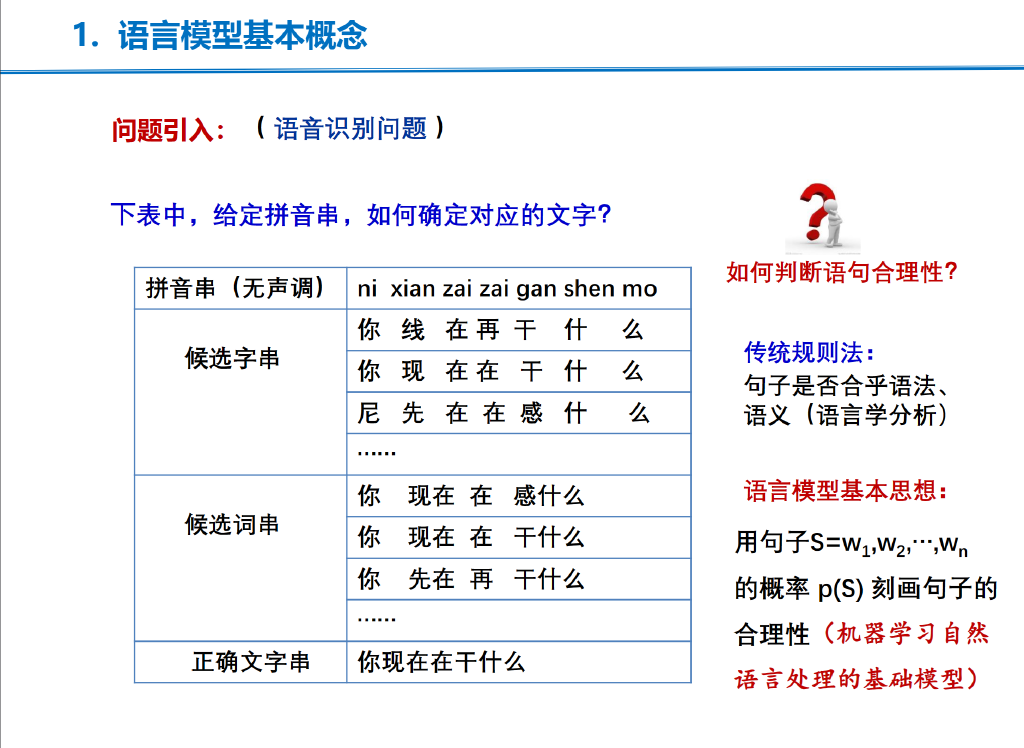 1. 语言模型基本概念
问题引入： （ 语音识别问题 ）
下表中，给定拼音串，如何确定对应的文字？
拼音串（无声调） ni xian zai zai gan shen mo
候选字串
你 线 在 再 干 什 么
你 现 在 在 干 什 么
尼 先 在 在 感 什 么
……
候选词串
你 现在 在 感什么
你 现在 在 干什么
你 先在 再 干什么
……
正确文字串 你现在在干什么
?
如何判断语句合理性？
传统规则法：
句子是否合乎语法、
语义（语言学分析）
语言模型基本思想：
用句子S=w1,w2,⋯,wn
的概率 p(S) 刻画句子的
合理性（机器学习自然
语言处理的基础模型）